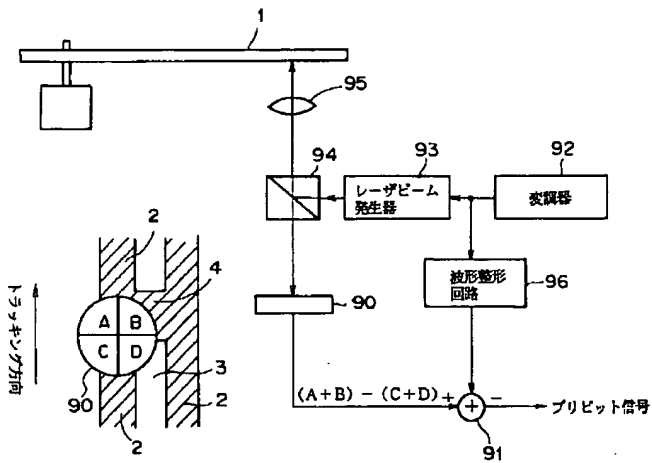 1
95
94
93
92
レーザビーム
発生器
変調器
2
4
波形整形
回路
96
90
A B
C D
トラッキング方向
3
90
2
2
(A+B)-(C+D)
+
+
-
91
プリピット信号